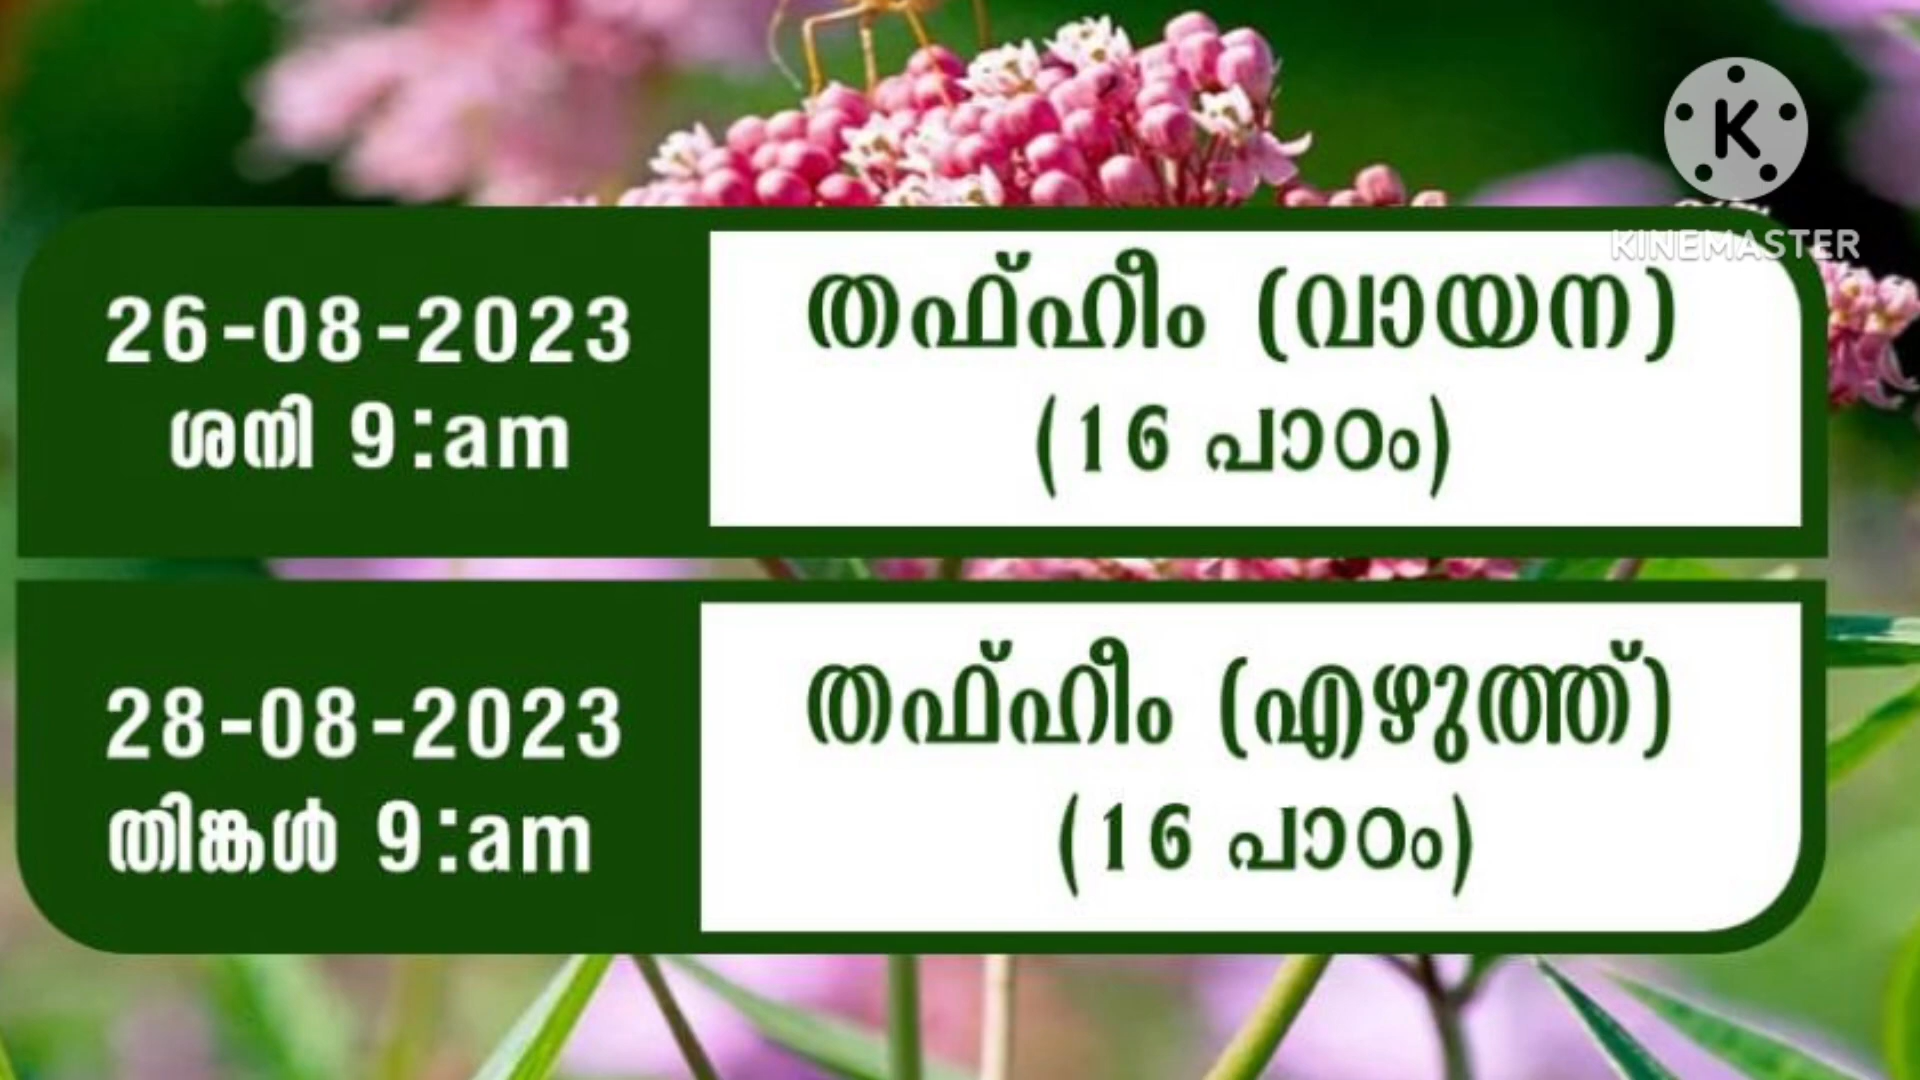 K
KINEMASTER
26-08-2023
ശനി 9:am
തഫ്ഹീം (വായന)
(16 പാഠം)
28-08-2023
തിങ്കൾ 9:am
തഫ്ഹീം (എഴുത്ത്)
(16 പാഠം)